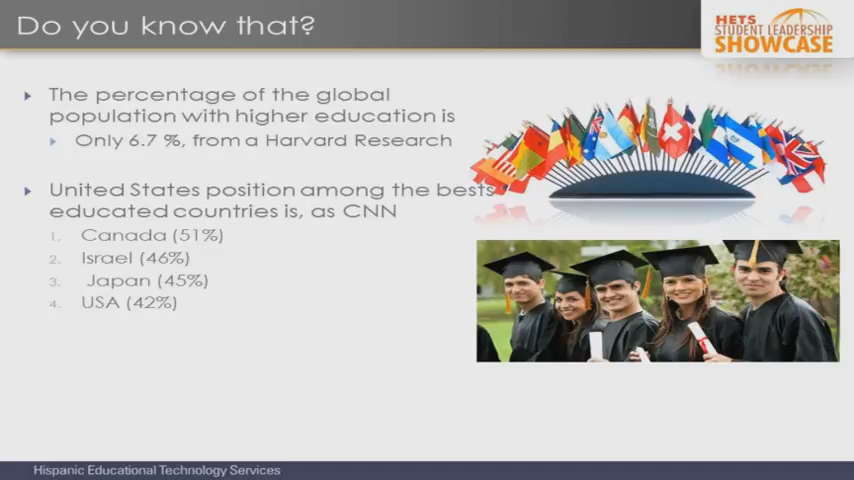 Do you know that?
HETS
STUDENT LEADERSHIP
SHOWCASE
The percentage of the global
population with higher education is
Only 6.7 %, from a Harvard Research
United States position among the bests
educated countries is, as CNN
1. Canada (51%)
2. Israel (46%)
3. Japan (45%)
4. USA (42%)
Hispanic Educational Technology Services